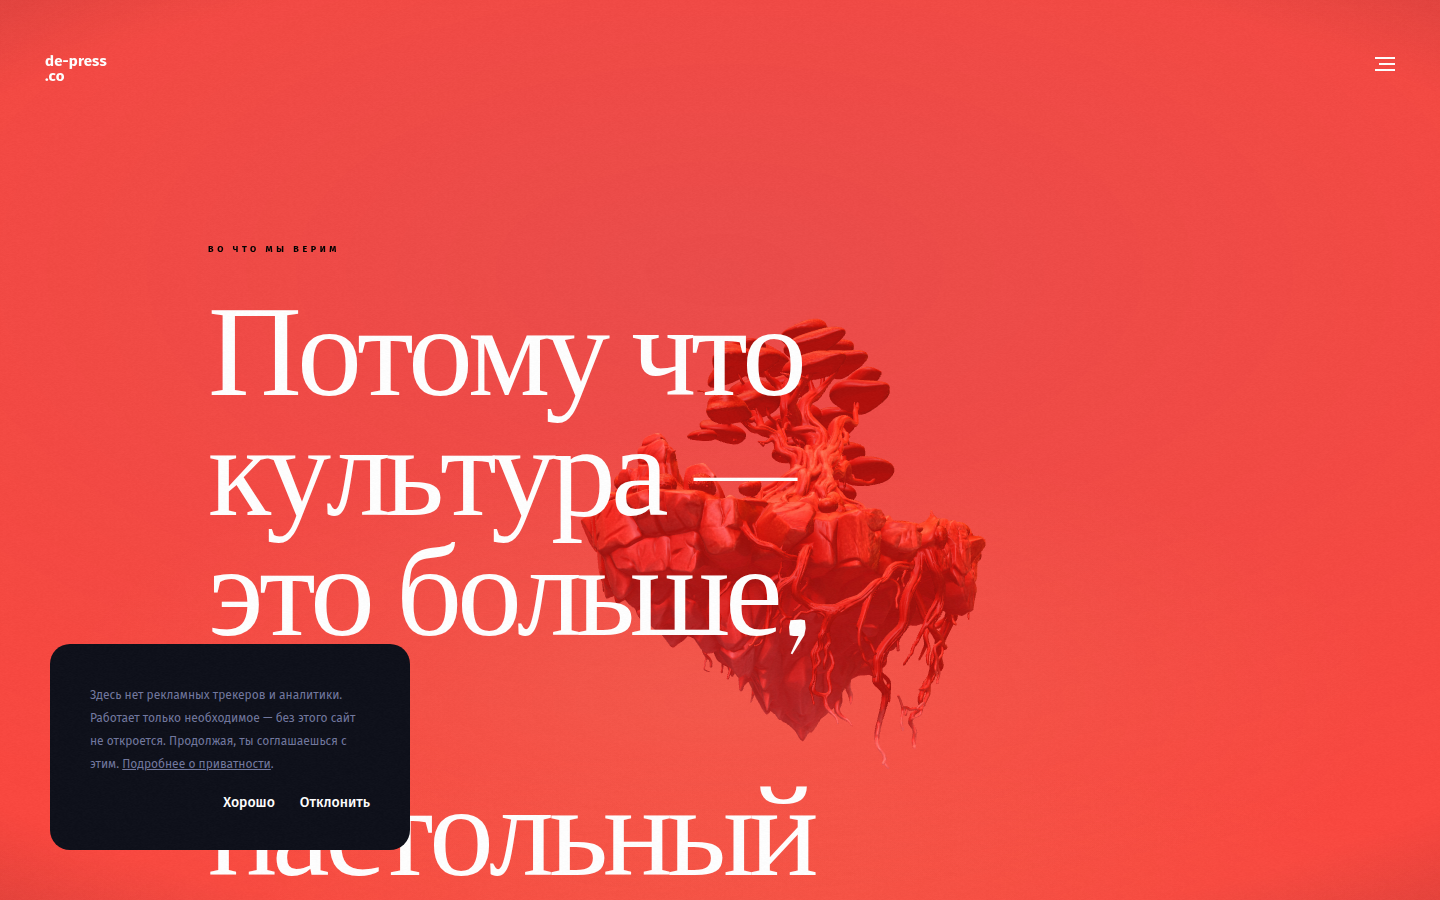 de-press
.co
ВО ЧТО МЫ ВЕРИМ
Потому что
культура —
это больше,
настольный
Здесь нет рекламных трекеров и аналитики.
Работает только необходимое — без этого сайт
не откроется. Продолжая, ты соглашаешься с
этим. Подробнее о приватности.
Хорошо Отклонить